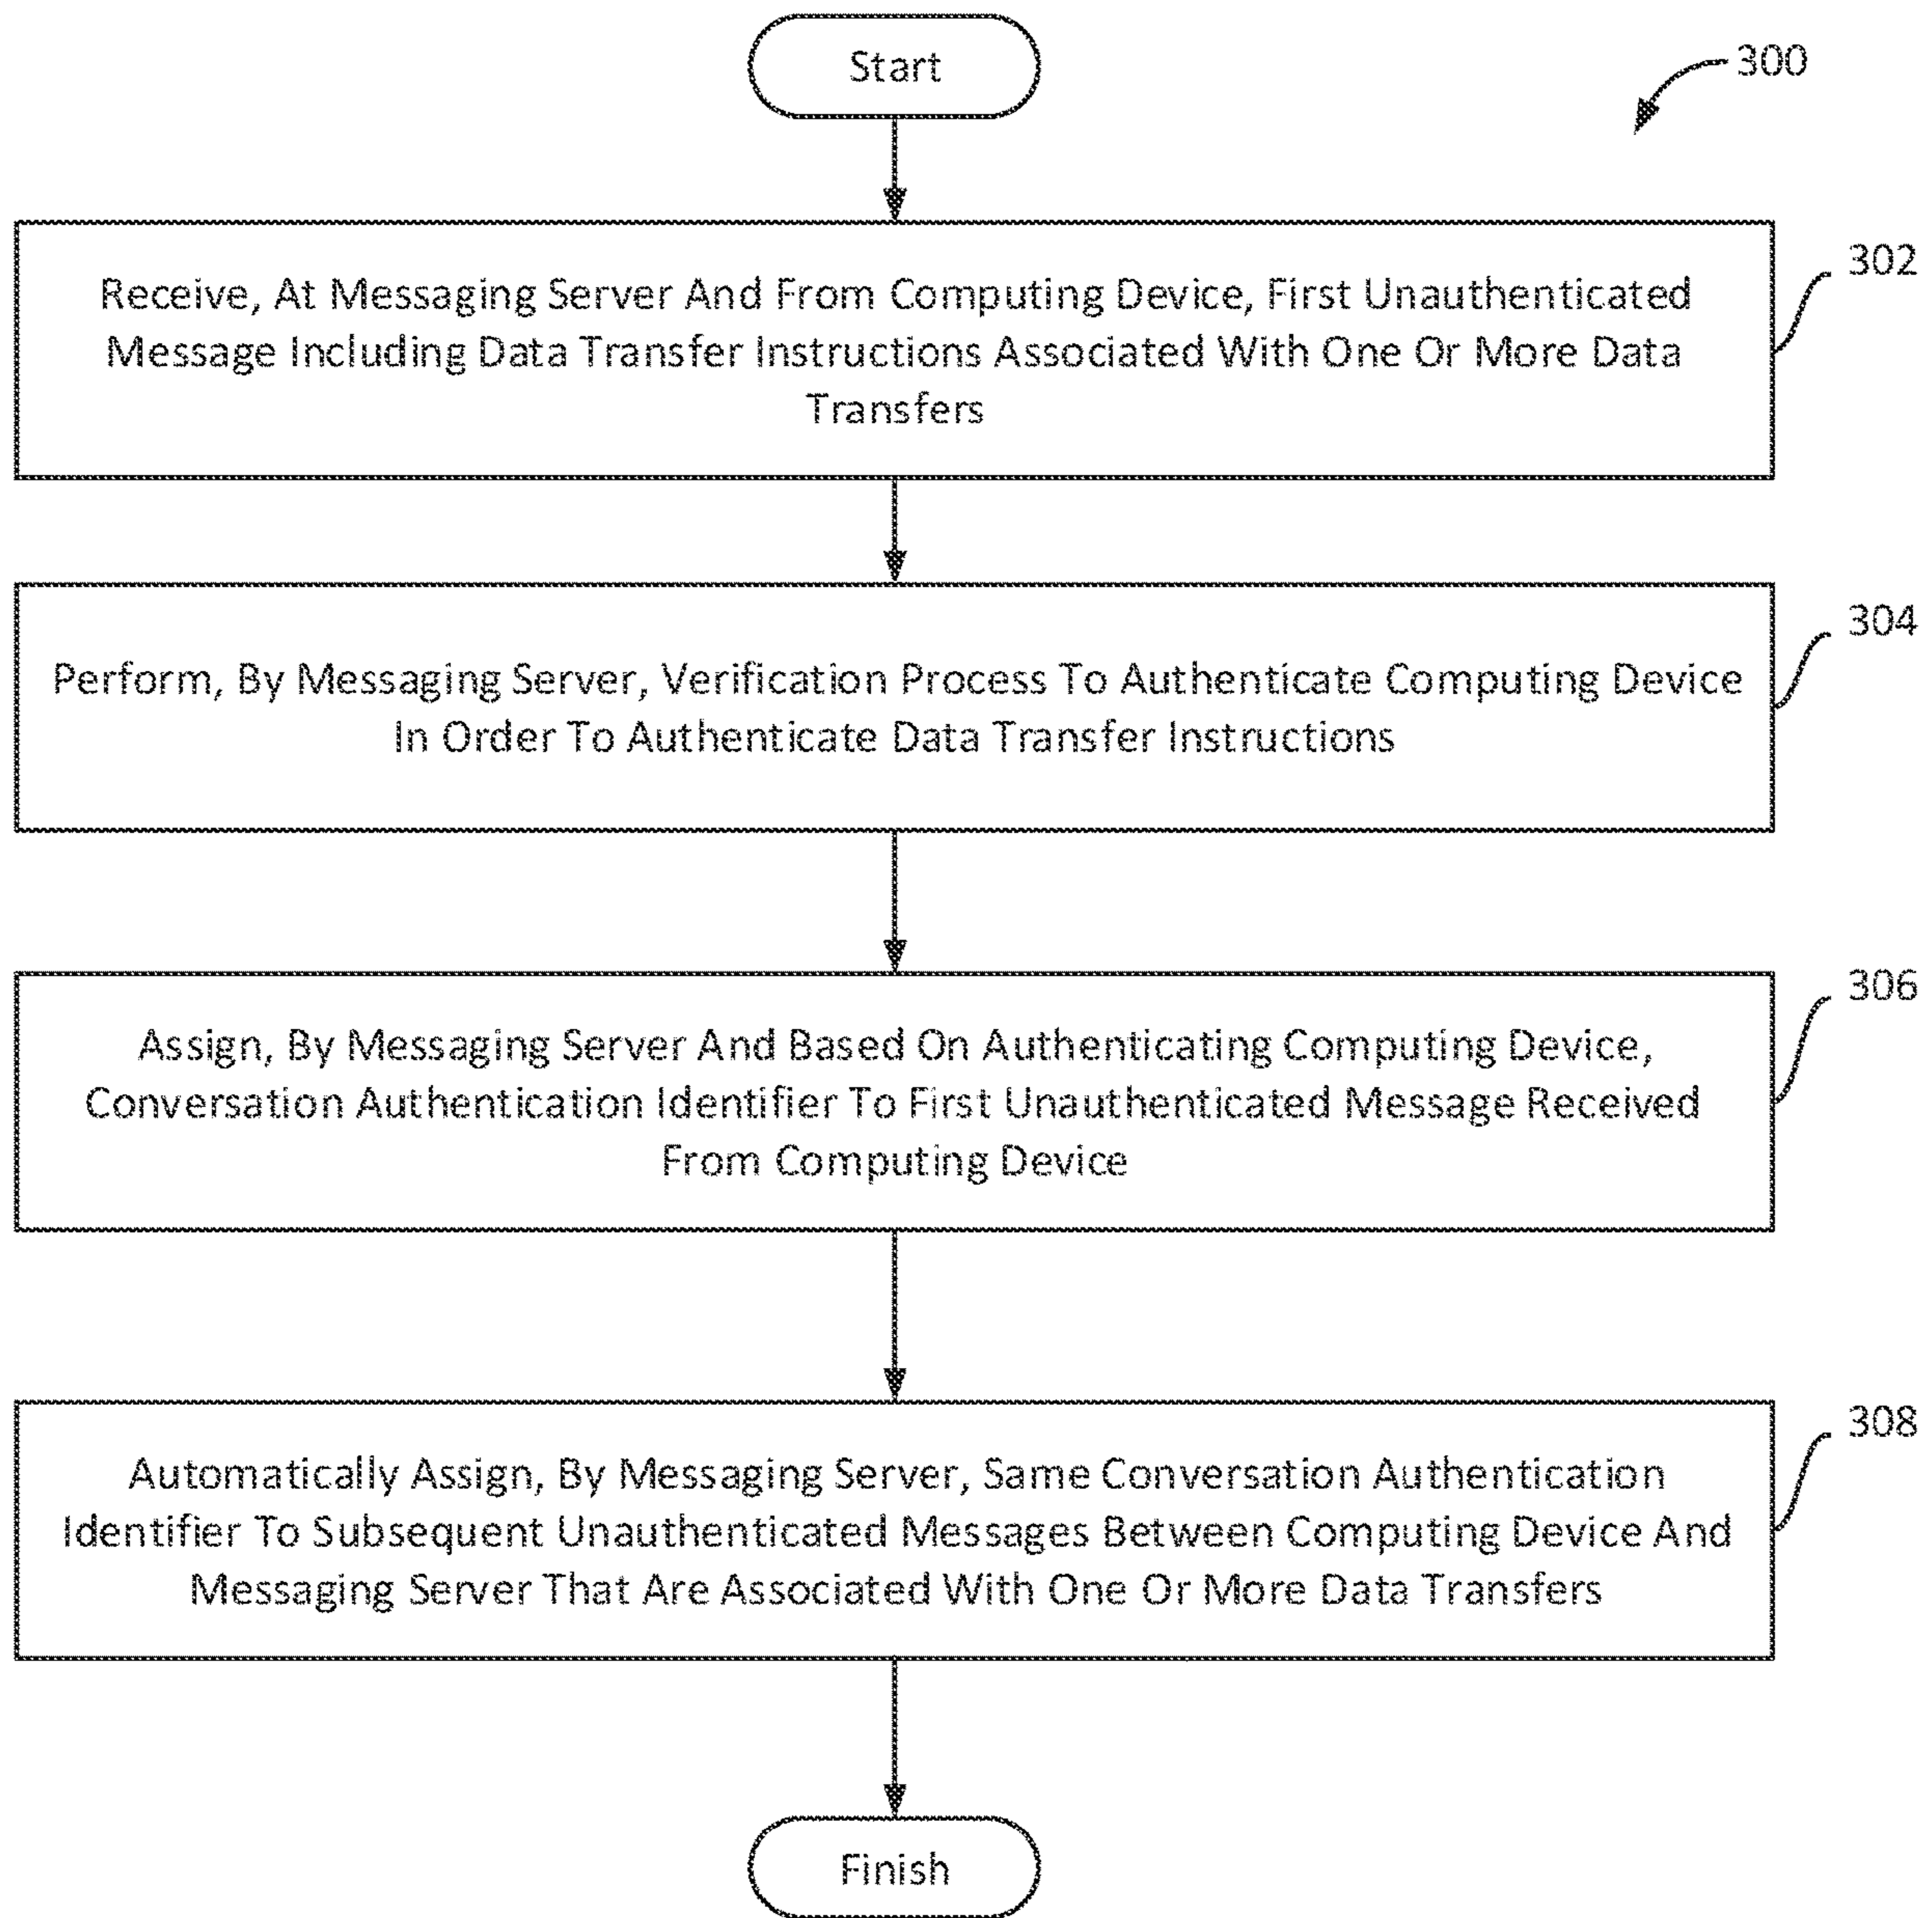 Start
300
Receive, At Messaging Server And From Computing Device, First Unauthenticated
Message Including Data Transfer Instructions Associated With One Or More Data
Transfers
302
Perform, By Messaging Server, Verification Process To Authenticate Computing Device
In Order To Authenticate Data Transfer Instructions
304
Assign, By Messaging Server And Based On Authenticating Computing Device,
Conversation Authentication Identifier To First Unauthenticated Message Received
From Computing Device
306
Automatically Assign, By Messaging Server, Same Conversation Authentication
Identifier To Subsequent Unauthenticated Messages Between Computing Device And
Messaging Server That Are Associated With One Or More Data Transfers
308
Finish